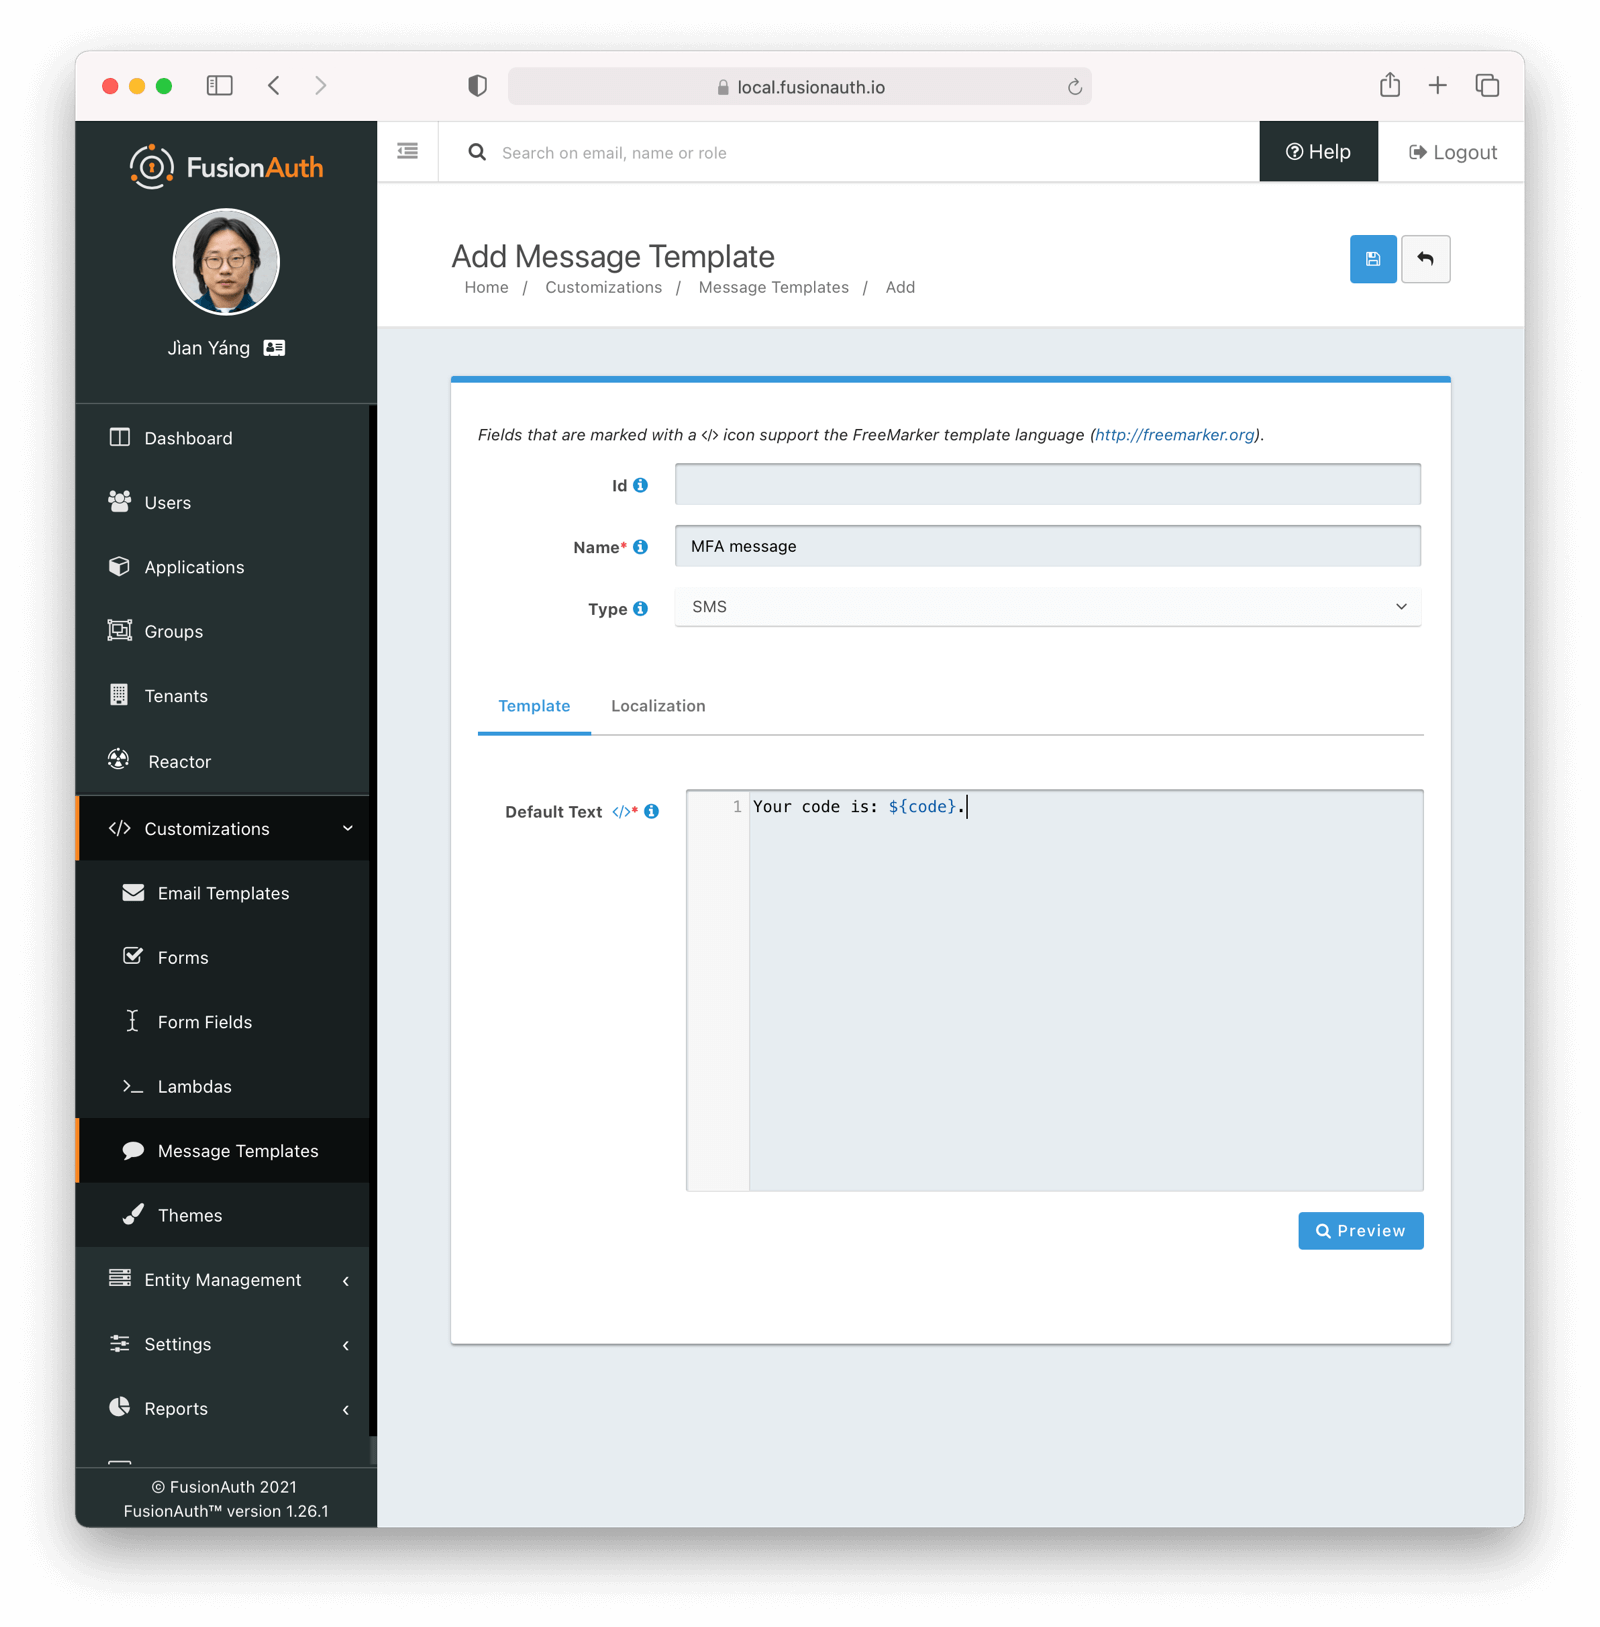 local.fusionauth.io
FusionAuth
Search on email, name or role
Help
Logout
Jìan Yáng
Add Message Template
Home / Customizations / Message Templates / Add
Dashboard
Users
Applications
Groups
Tenants
Reactor
Customizations
Email Templates
Forms
Form Fields
Lambdas
Message Templates
Themes
Entity Management
Settings
Reports
© FusionAuth 2021
FusionAuth™ version 1.26.1
Fields that are marked with a </> icon support the FreeMarker template language (http://freemarker.org).
Id
Name* MFA message
Type SMS
Template Localization
Default Text </>*
1 Your code is: ${code}.
Preview